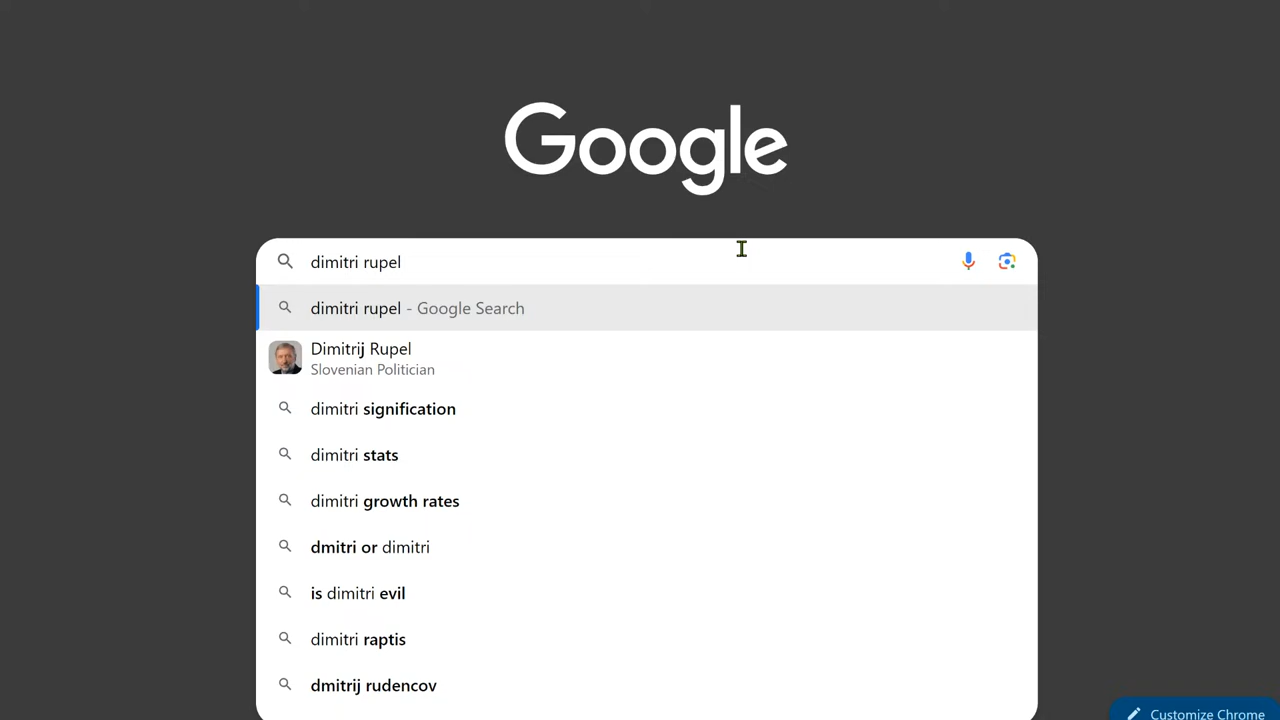 Google
dimitri rupel
dimitri rupel - Google Search
Dimitrij Rupel
Slovenian Politician
dimitri signification
dimitri stats
dimitri growth rates
dmitri or dimitri
is dimitri evil
dimitri raptis
dmitrij rudencov
Customize Chrome